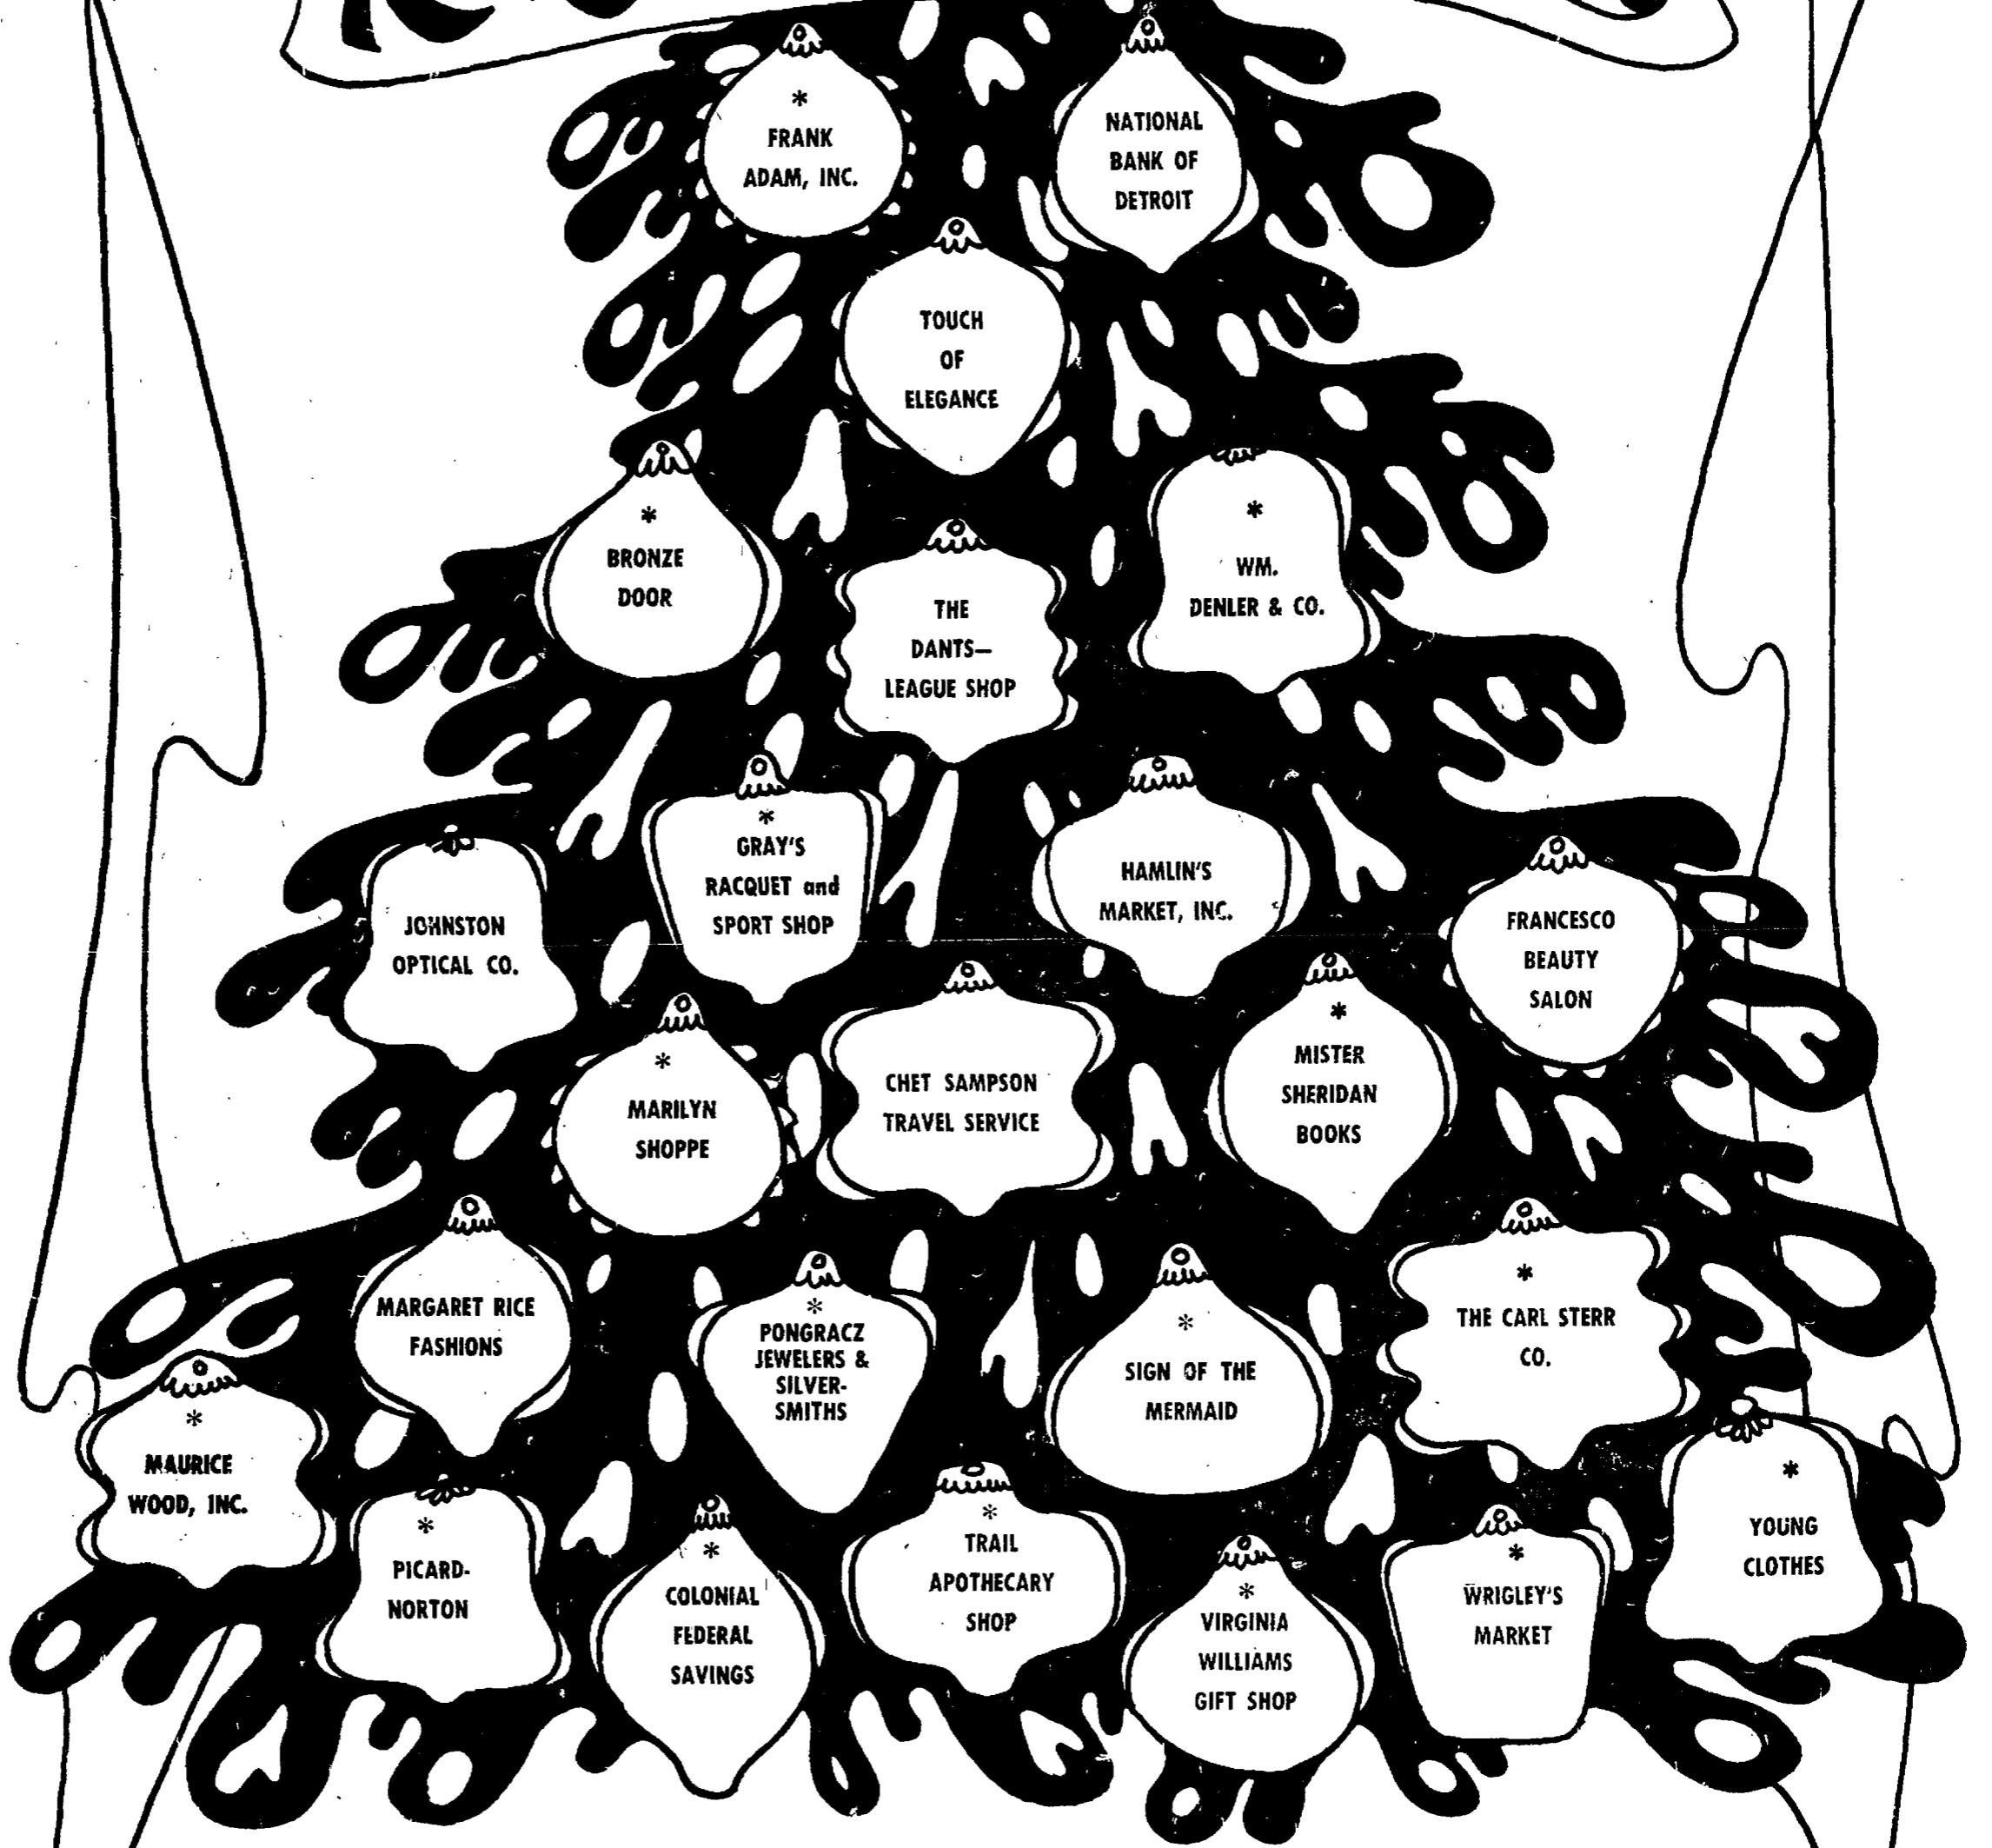 *
FRANK
ADAM, INC.
NATIONAL
BANK OF
DETROIT
TOUCH
OF
ELEGANCE
*
BRONZE
DOOR
THE
DANTS—
LEAGUE SHOP
*
WM.
DENLER & CO.
JOHNSTON
OPTICAL CO.
*
GRAY'S
RACQUET and
SPORT SHOP
HAMLIN'S
MARKET, INC.
FRANCESCO
BEAUTY
SALON
*
MARILYN
SHOPPE
CHET SAMPSON
TRAVEL SERVICE
*
MISTER
SHERIDAN
BOOKS
MARGARET RICE
FASHIONS
*
PONGRACZ
JEWELERS &
SILVER-
SMITHS
*
SIGN OF THE
MERMAID
*
THE CARL STERR
CO.
*
MAURICE
WOOD, INC.
*
PICARD-
NORTON
*
COLONIAL
FEDERAL
SAVINGS
*
TRAIL
APOTHECARY
SHOP
*
VIRGINIA
WILLIAMS
GIFT SHOP
*
WRIGLEY'S
MARKET
*
YOUNG
CLOTHES